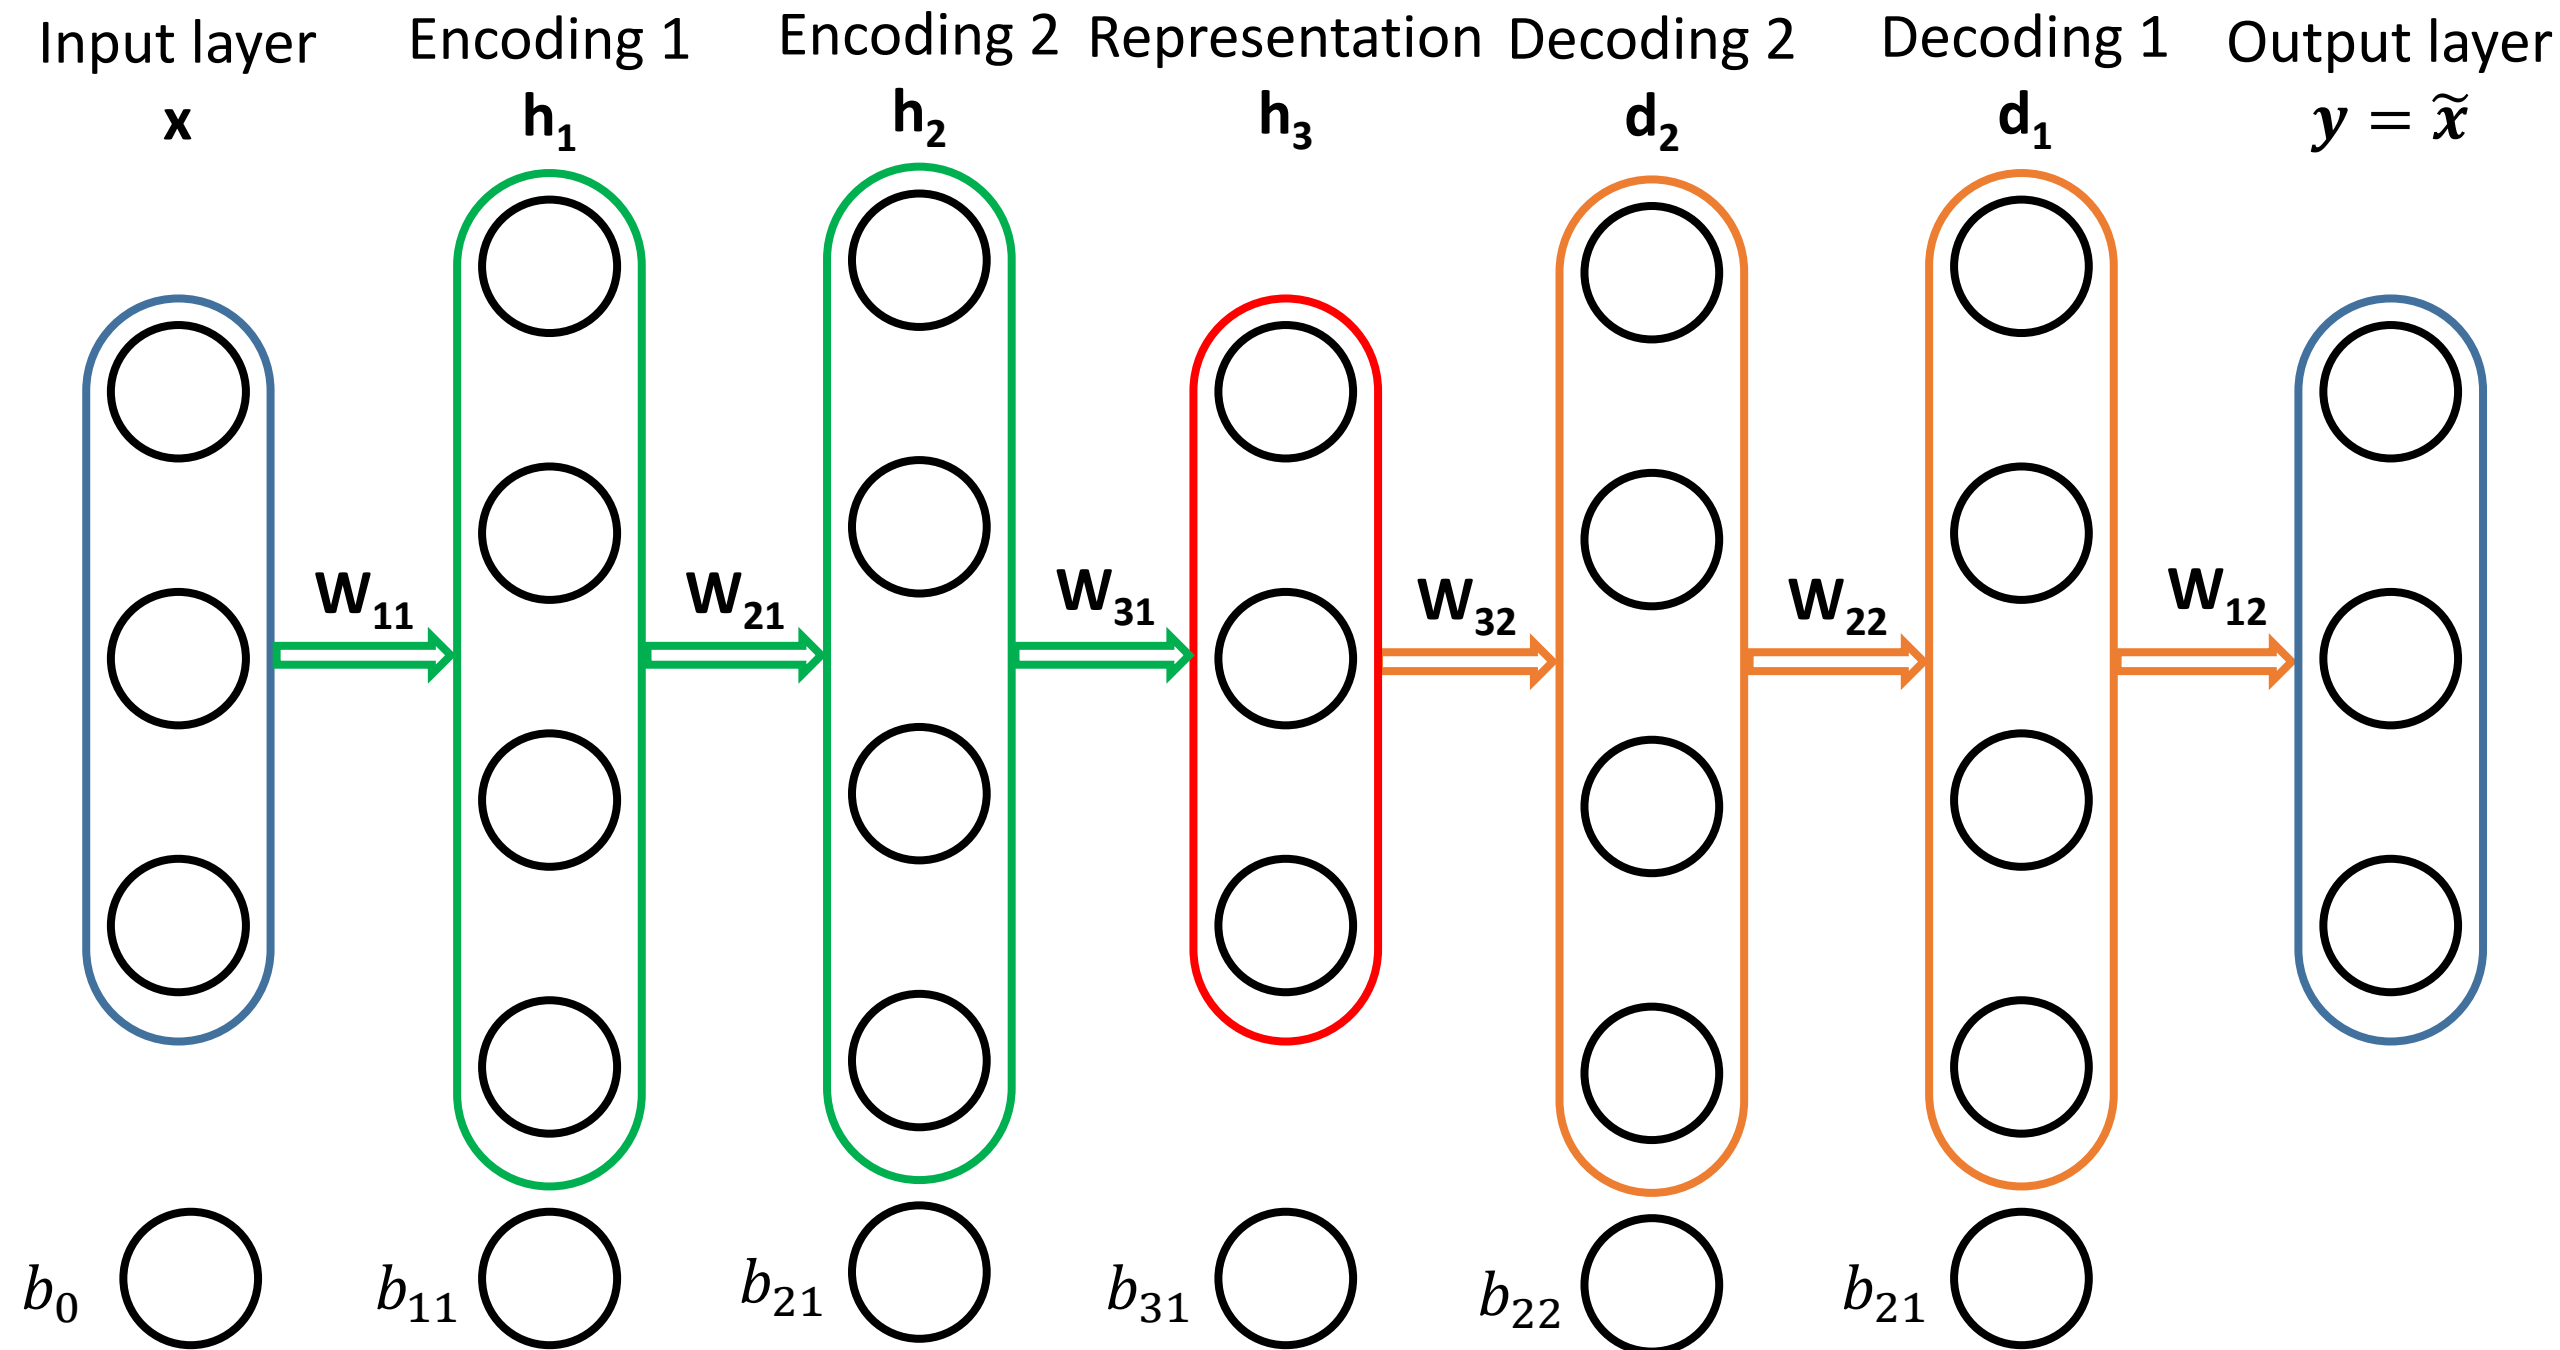 Input layer
x
Encoding 1
h₁
Encoding 2
h₂
Representation
h₃
Decoding 2
d₂
Decoding 1
d₁
Output layer
y = x̃
W₁₁
W₂₁
W₃₁
W₃₂
W₂₂
W₁₂
b₀
b₁₁
b₂₁
b₃₁
b₂₂
b₂₁